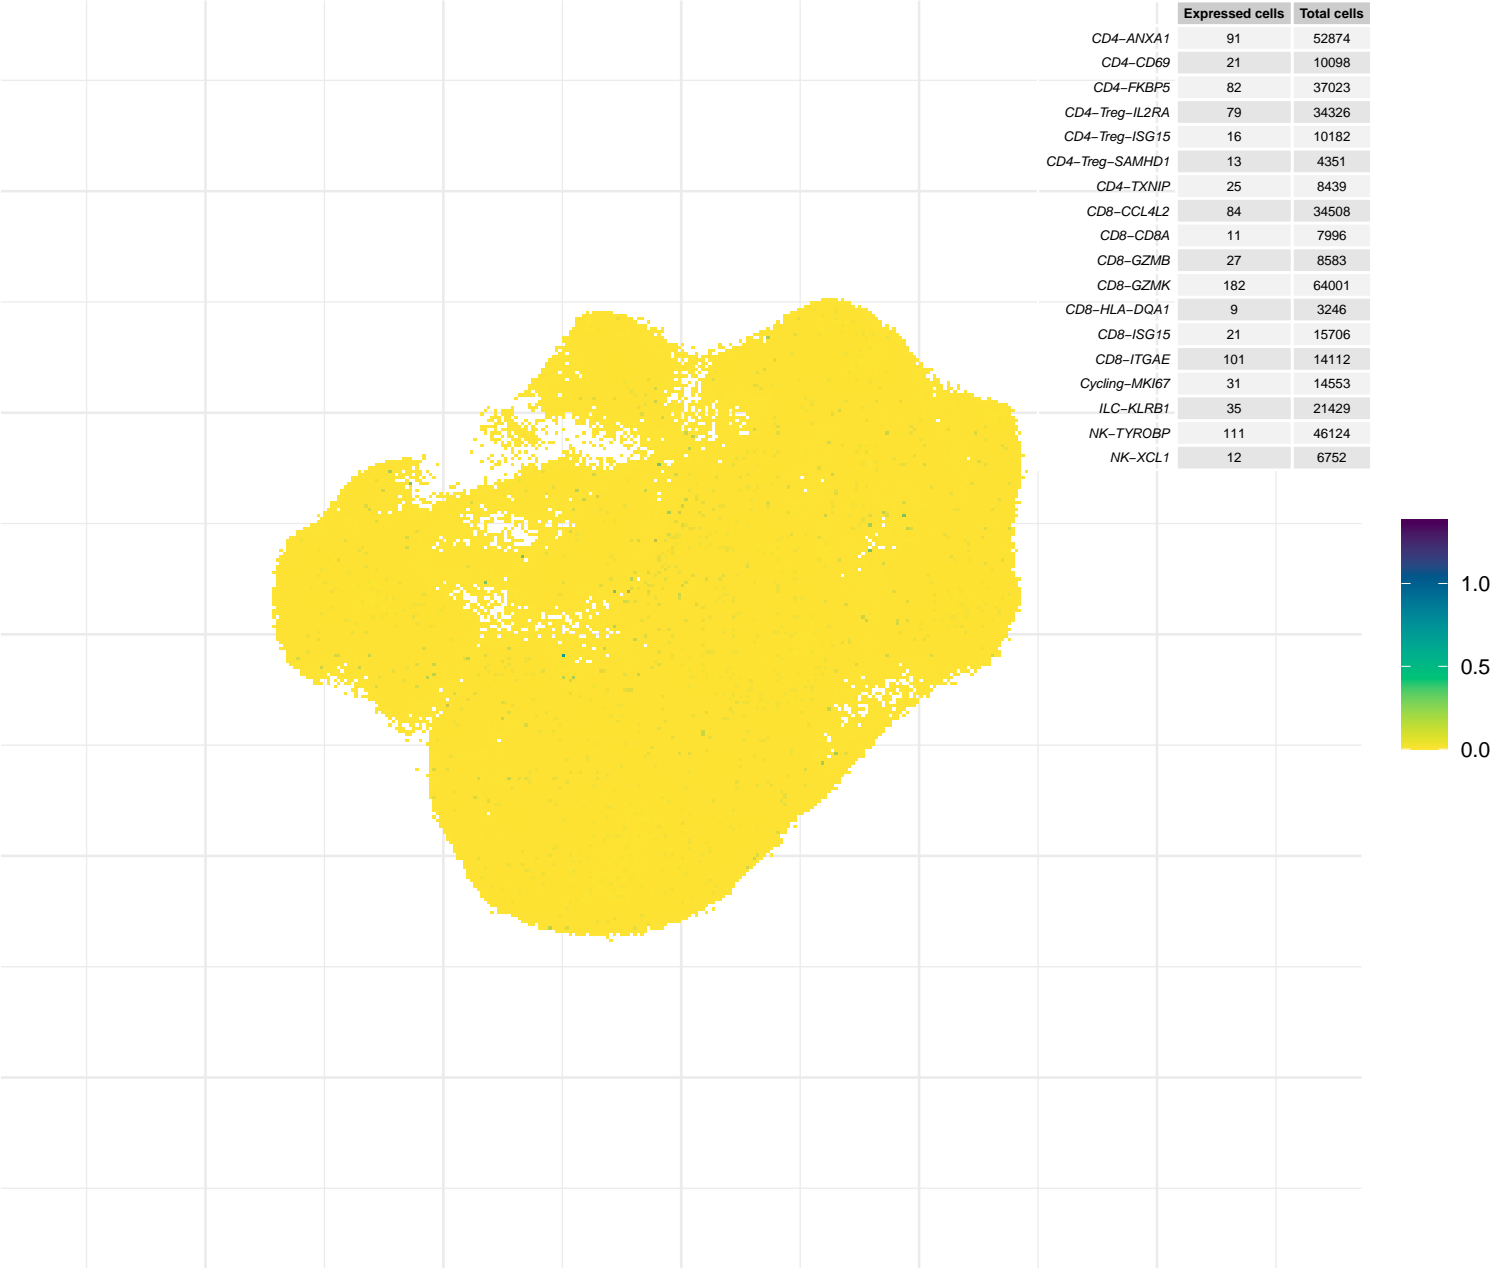 Expressed cells Total cells
CD4−ANXA1 91 52874
CD4−CD69 21 10098
CD4−FKBP5 82 37023
CD4−Treg−IL2RA 79 34326
CD4−Treg−ISG15 16 10182
CD4−Treg−SAMHD1 13 4351
CD4−TXNIP 25 8439
CD8−CCL4L2 84 34508
CD8−CD8A 11 7996
CD8−GZMB 27 8583
CD8−GZMK 182 64001
CD8−HLA−DQA1 9 3246
CD8−ISG15 21 15706
CD8−ITGAE 101 14112
Cycling−MKI67 31 14553
ILC−KLRB1 35 21429
NK−TYROBP 111 46124
NK−XCL1 12 6752
1.0
0.5
0.0